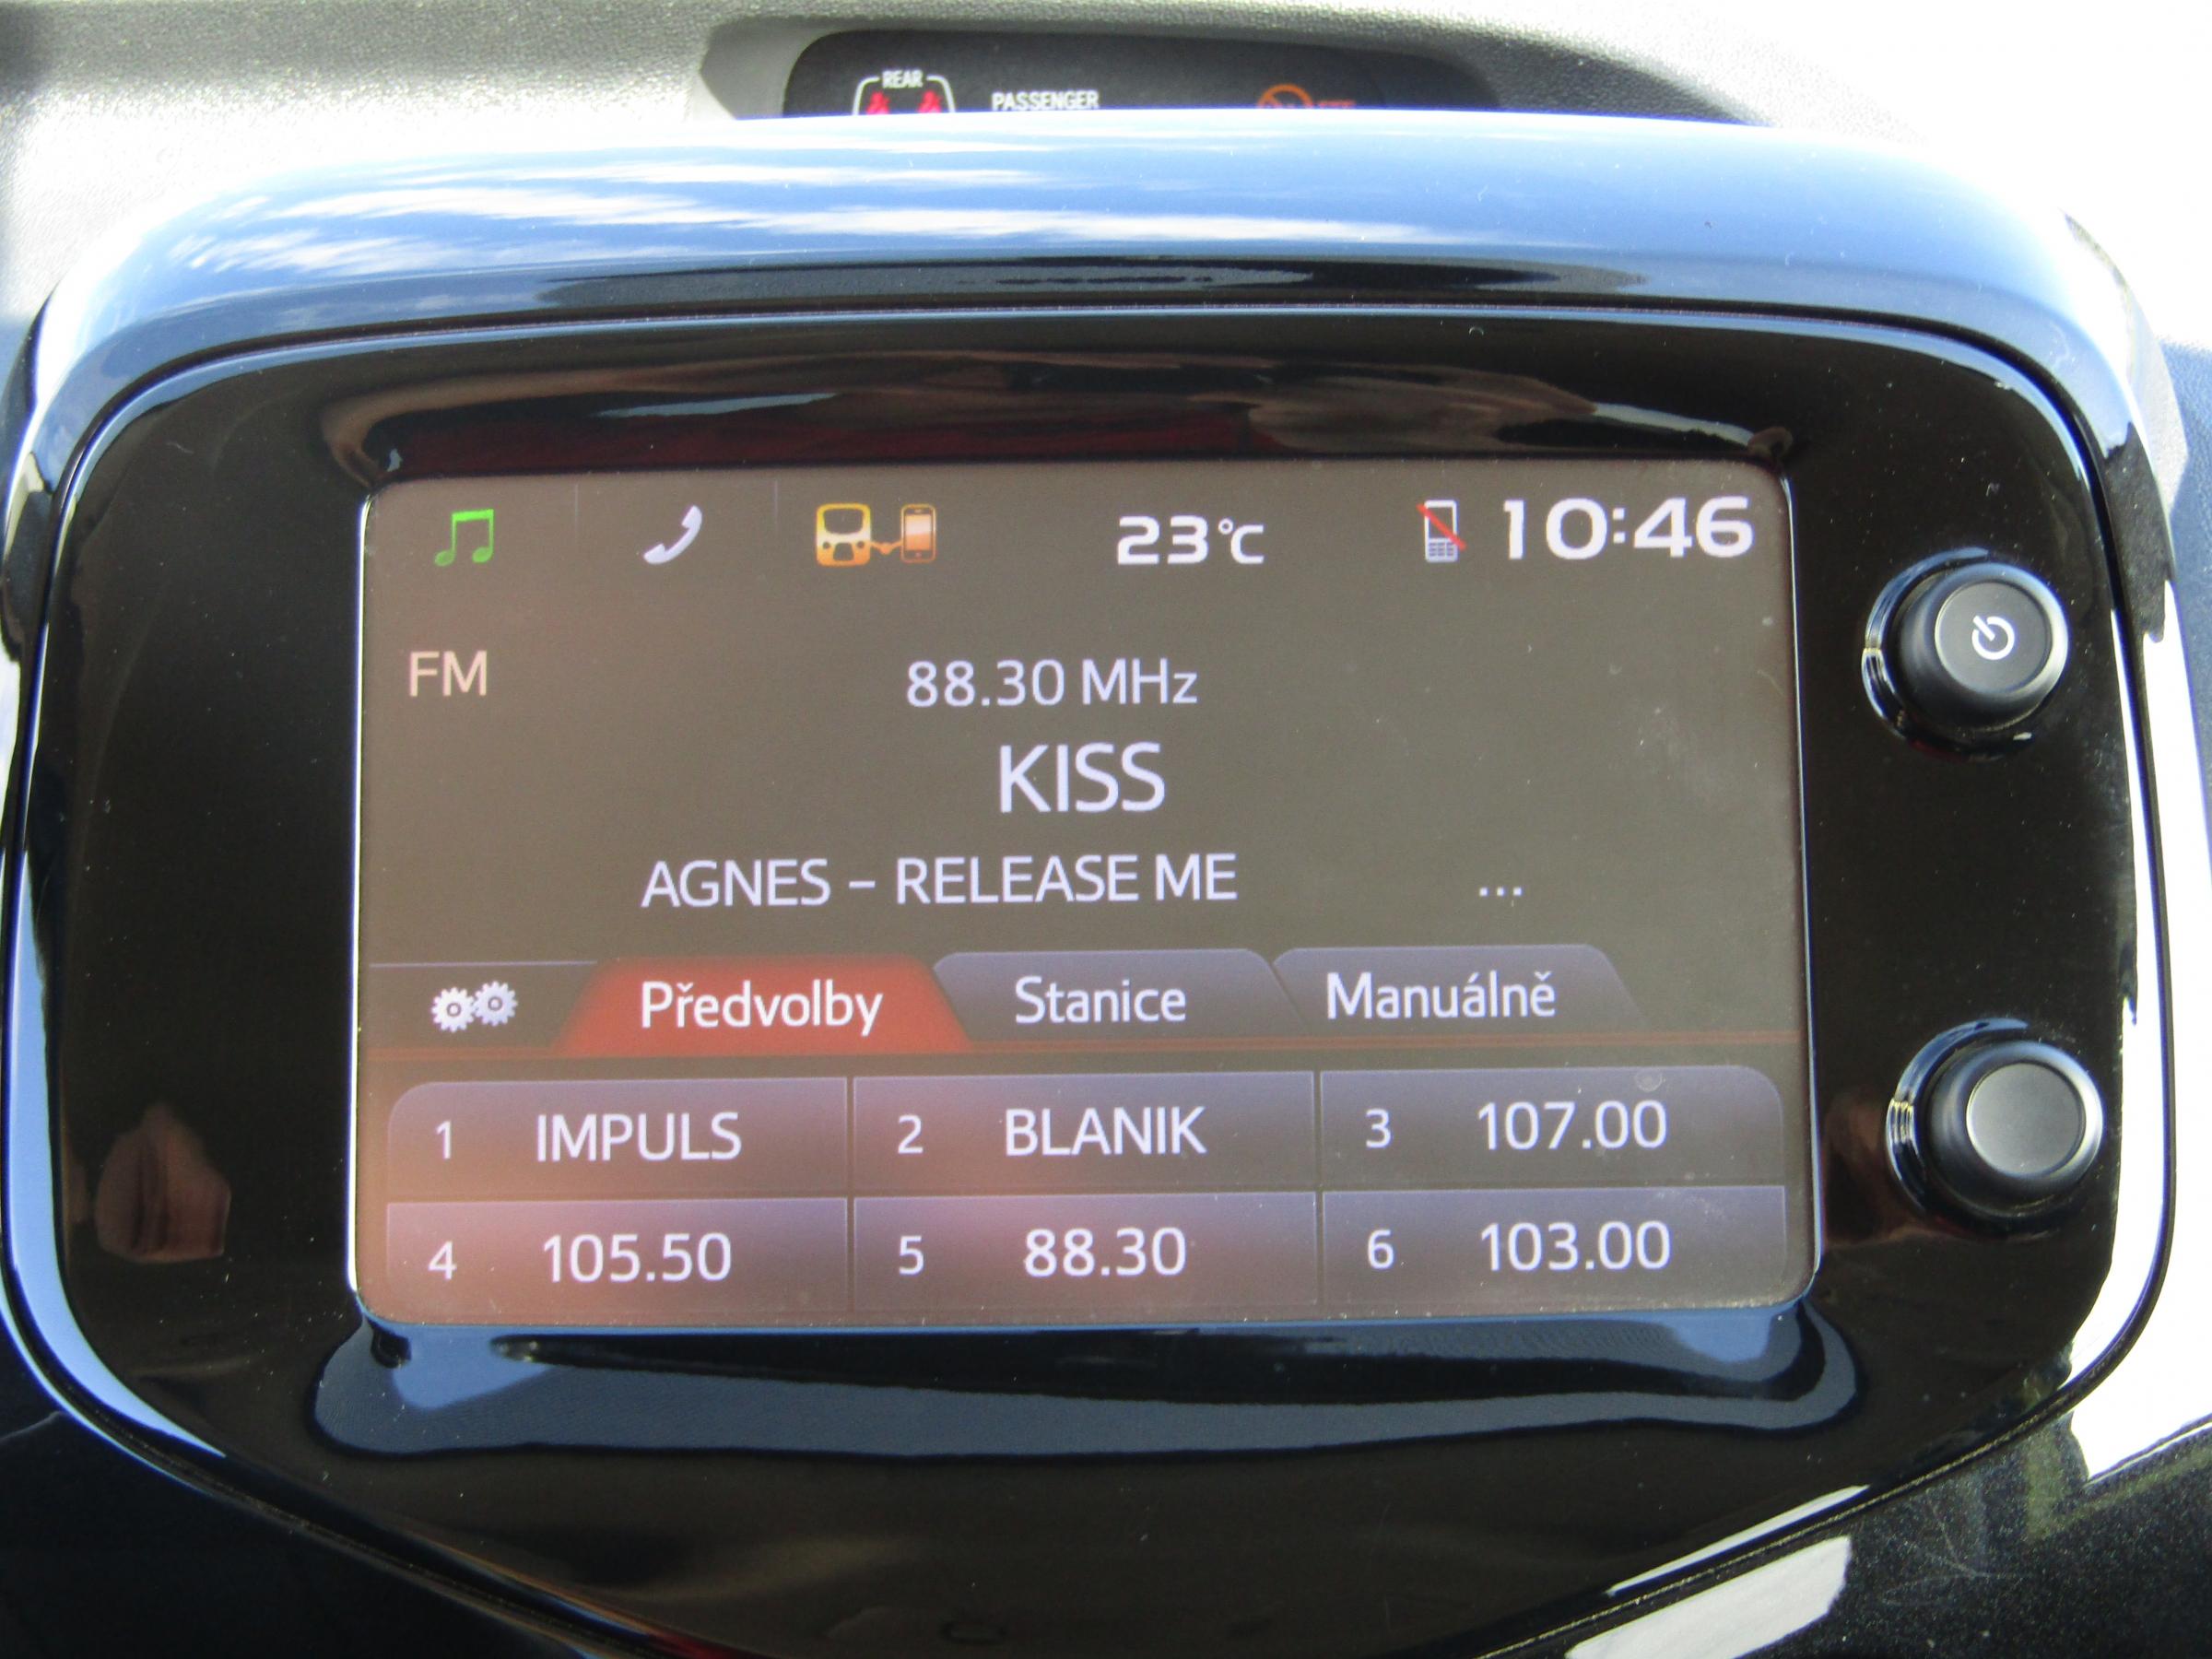 REAR
PASSENGER
23°C
10:46
FM
88.30 MHz
KISS
AGNES – RELEASE ME ...
Předvolby
Stanice
Manuálně
1 IMPULS
2 BLANIK
3 107.00
4 105.50
5 88.30
6 103.00